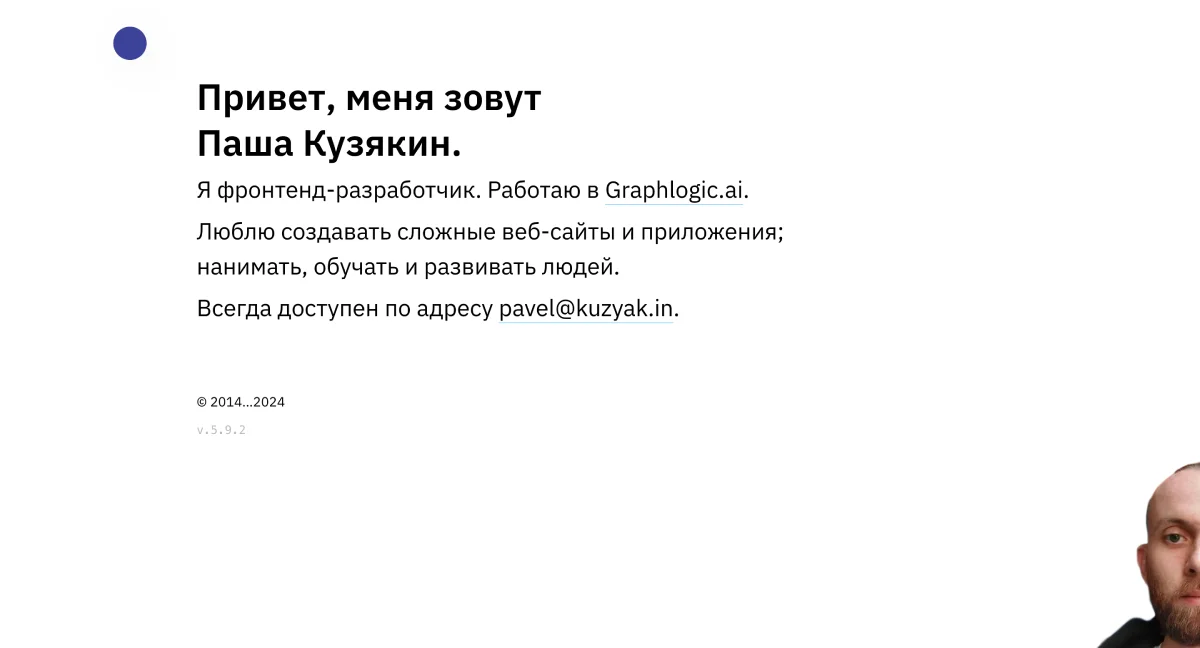 Привет, меня зовут
Паша Кузякин.
Я фронтенд-разработчик. Работаю в Graphlogic.ai.
Люблю создавать сложные веб-сайты и приложения;
нанимать, обучать и развивать людей.
Всегда доступен по адресу pavel@kuzyak.in.
© 2014…2024
v.5.9.2